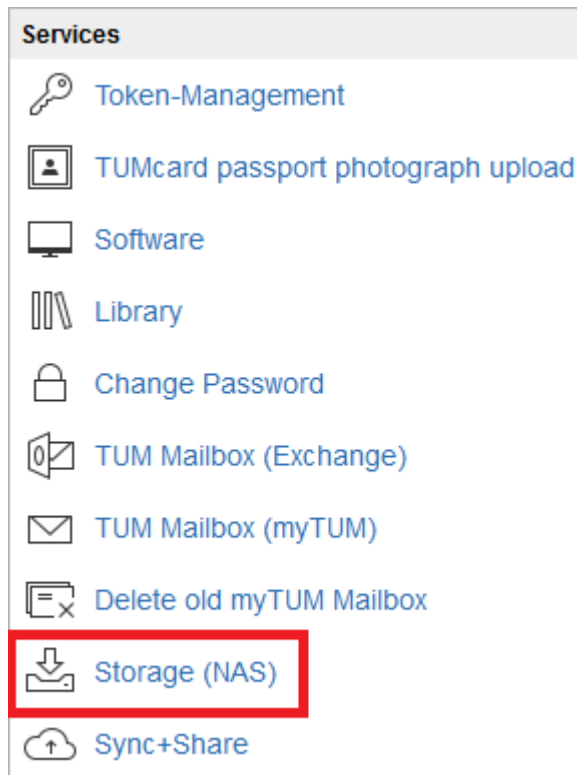 Services
Token-Management
TUMcard passport photograph upload
Software
Library
Change Password
TUM Mailbox (Exchange)
TUM Mailbox (myTUM)
Delete old myTUM Mailbox
Storage (NAS)
Sync+Share